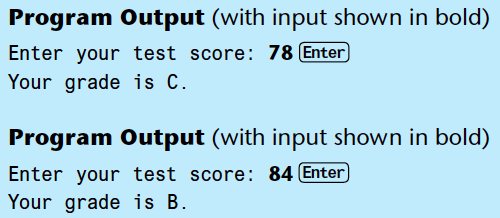 Program Output (with input shown in bold)
Enter your test score: 78 Enter
Your grade is C.
Program Output (with input shown in bold)
Enter your test score: 84 Enter
Your grade is B.